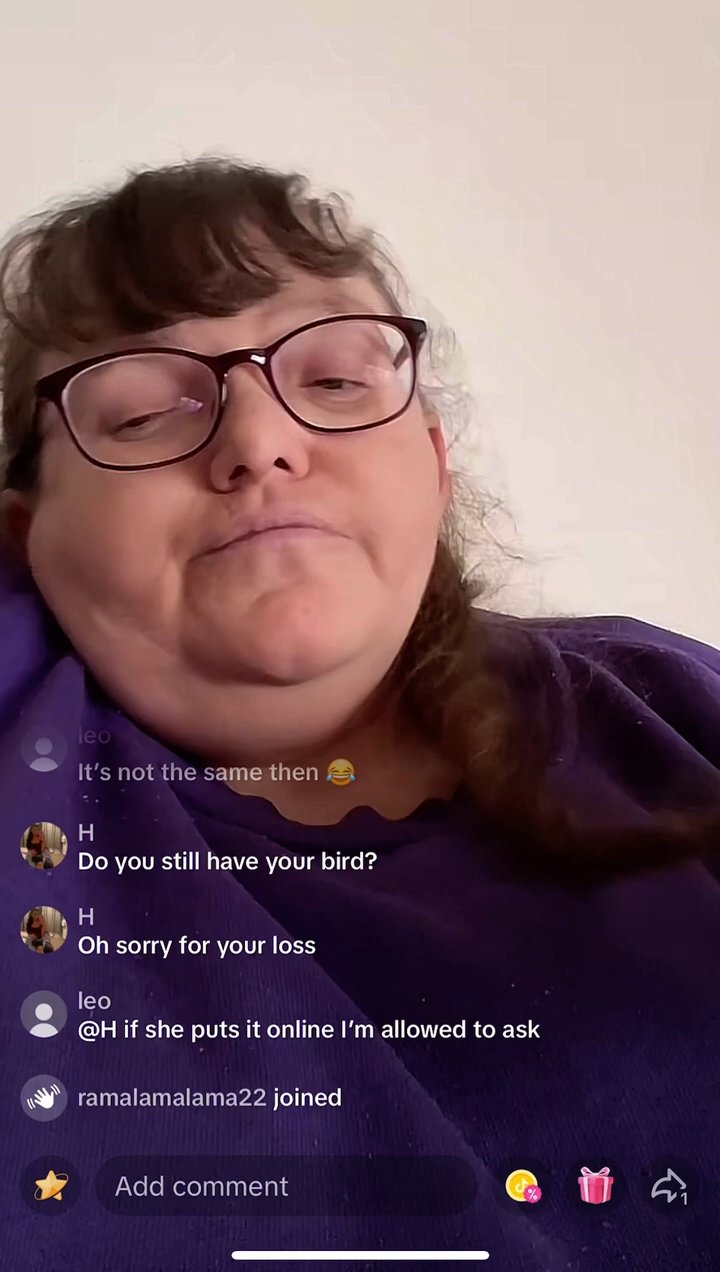 leo
It’s not the same then 😂
H
Do you still have your bird?
H
Oh sorry for your loss
leo
@H if she puts it online I’m allowed to ask
ramalamalama22 joined
Add comment
1